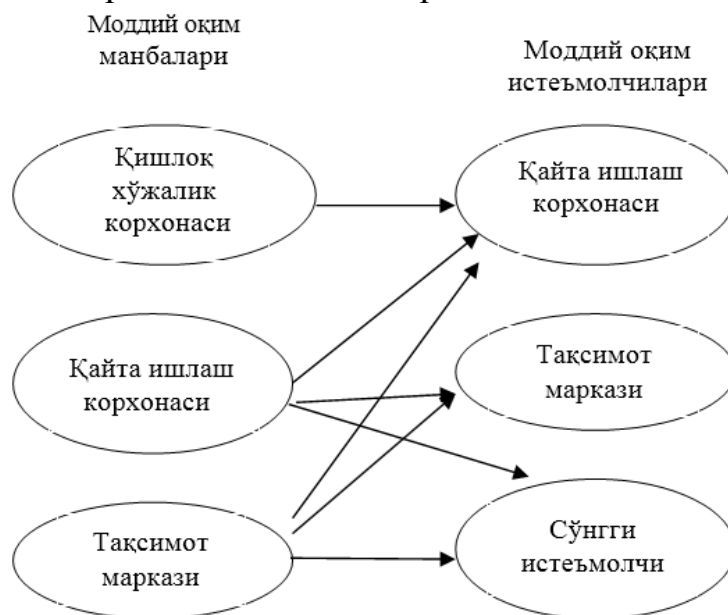 Моддий оқим
манбалари
Моддий оқим
истеъмолчилари
Қишлоқ
хўжалик
корхонаси
Қайта ишлаш
корхонаси
Қайта ишлаш
корхонаси
Тақсимот
маркази
Тақсимот
маркази
Сўнгги
истеъмолчи